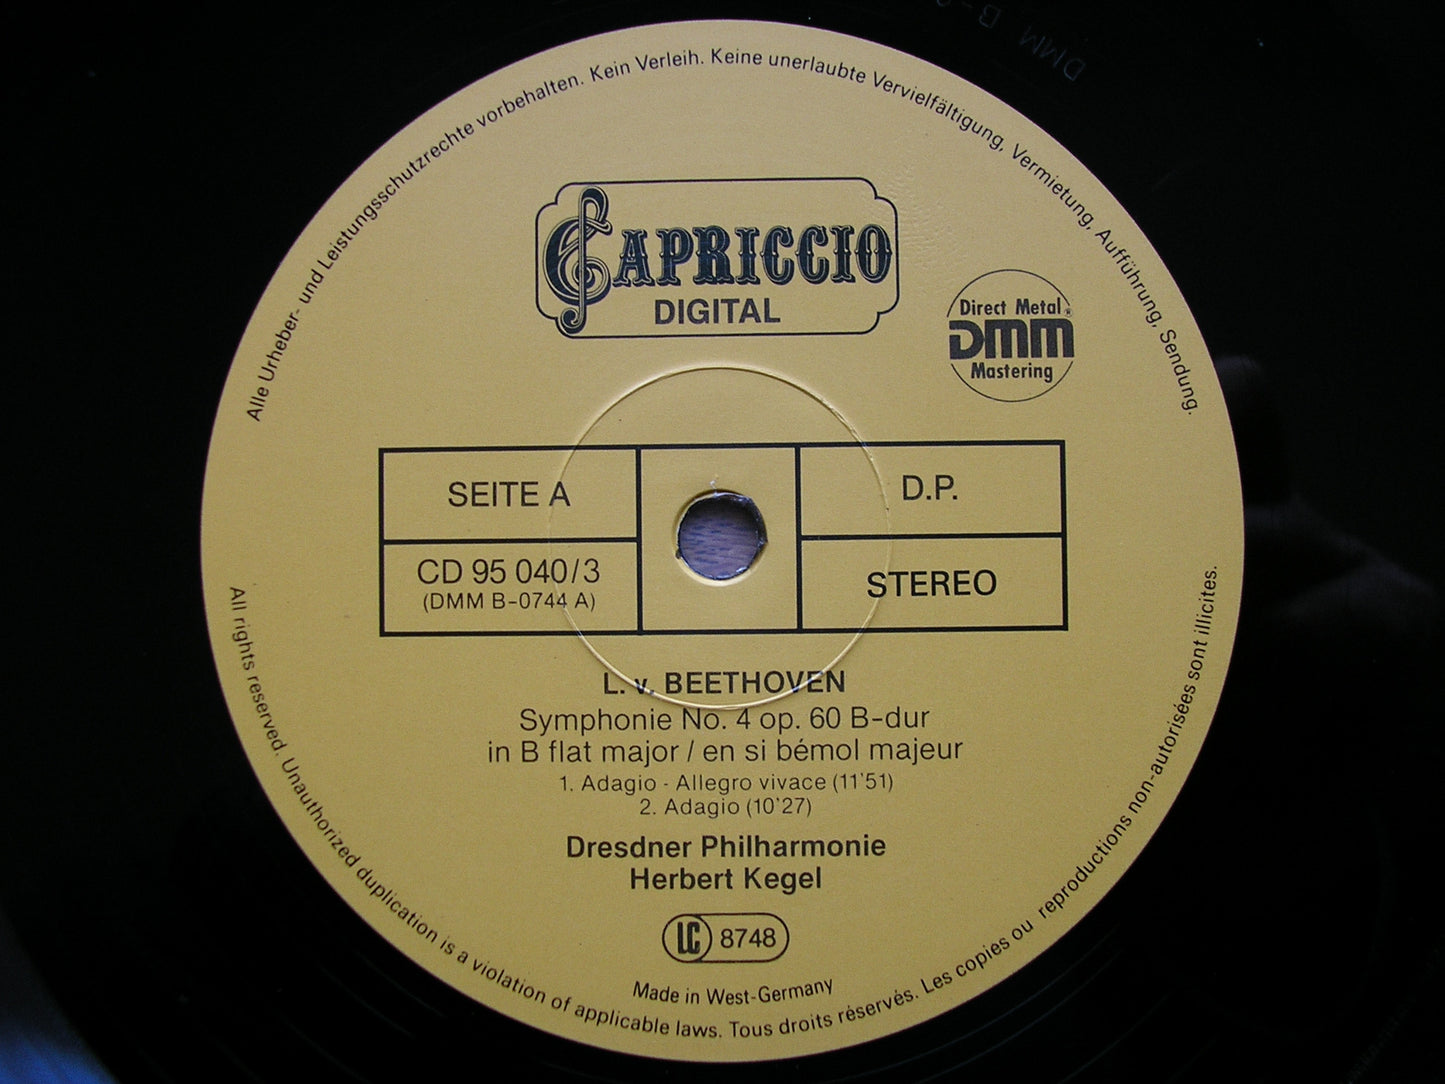 Alle Urheber- und Leistungsschutzrechte vorbehalten. Kein Verleih. Keine unerlaubte Vervielfältigung, Vermietung, Aufführung, Sendung.
CAPRICCIO
DIGITAL
Direct Metal ®
DMM
Mastering
SEITE A
D.P.
CD 95 040/3
(DMM B-0744 A)
STEREO
L. v. BEETHOVEN
Symphonie No. 4 op. 60 B-dur
in B flat major / en si bémol majeur
1. Adagio - Allegro vivace (11'51)
2. Adagio (10'27)
Dresdner Philharmonie
Herbert Kegel
LC 8748
Made in West-Germany
All rights reserved. Unauthorized duplication is a violation of applicable laws. Tous droits réservés. Les copies ou reproductions non-autorisées sont illicites.
DMM B-